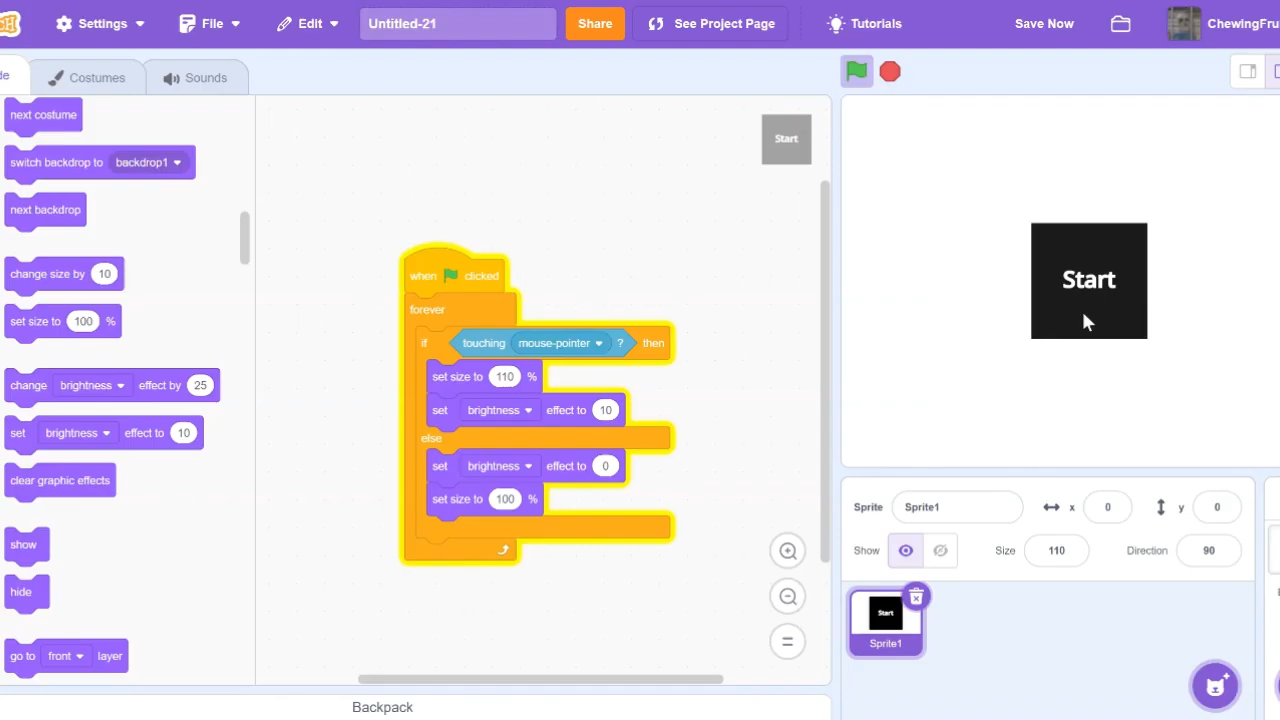 Settings File Edit Untitled-21 Share See Project Page Tutorials Save Now
Costumes Sounds
next costume
switch backdrop to backdrop1
next backdrop
change size by 10
set size to 100 %
change brightness effect by 25
set brightness effect to 10
clear graphic effects
show
hide
go to front layer
Start
when clicked
forever
if touching mouse-pointer ? then
set size to 110 %
set brightness effect to 10
else
set brightness effect to 0
set size to 100 %
Backpack
Start
Sprite Sprite1 x 0 y 0
Show Size 110 Direction 90
Start
Sprite1